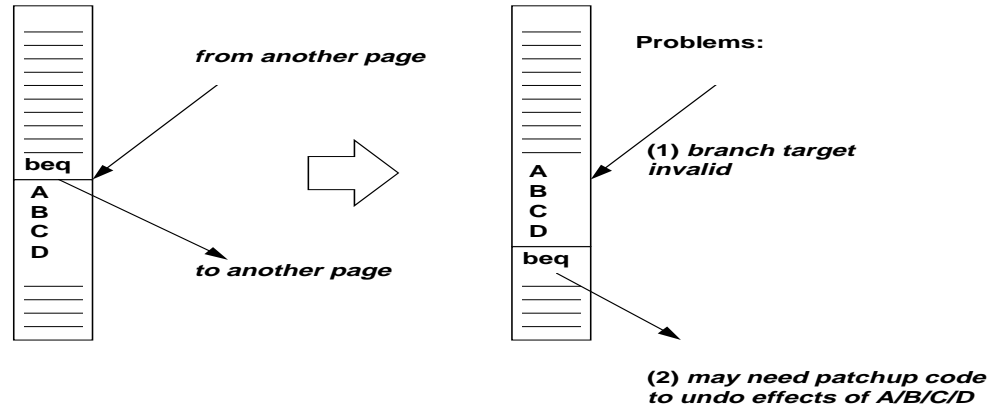 from another page
beq
A
B
C
D
to another page
Problems:
(1) branch target
invalid
A
B
C
D
beq
(2) may need patchup code
to undo effects of A/B/C/D